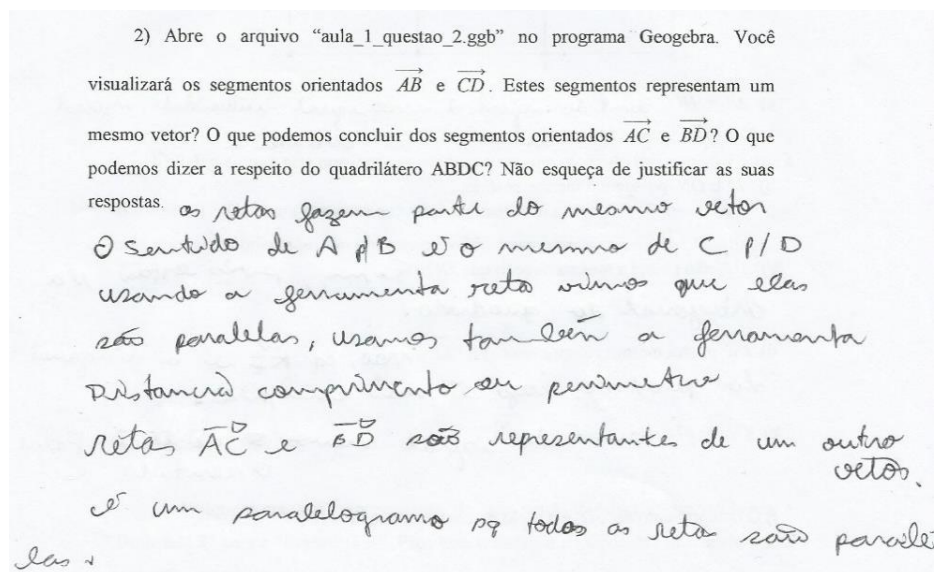 2) Abre o arquivo “aula_1_questao_2.ggb” no programa Geogebra. Você
visualizará os segmentos orientados AB e CD. Estes segmentos representam um
mesmo vetor? O que podemos concluir dos segmentos orientados AC e BD? O que
podemos dizer a respeito do quadrilátero ABDC? Não esqueça de justificar as suas
respostas. as retas fazem parte do mesmo vetor
O sentido de A p/B é o mesmo de C p/D
usando a ferramenta reta vimos que elas
são paralelas, usamos também a ferramenta
Distancia comprimento ou perimetro
retas AC e BD são representantes de um outro
vetor.
é um paralelogramo pq todas as reta são parale
las.